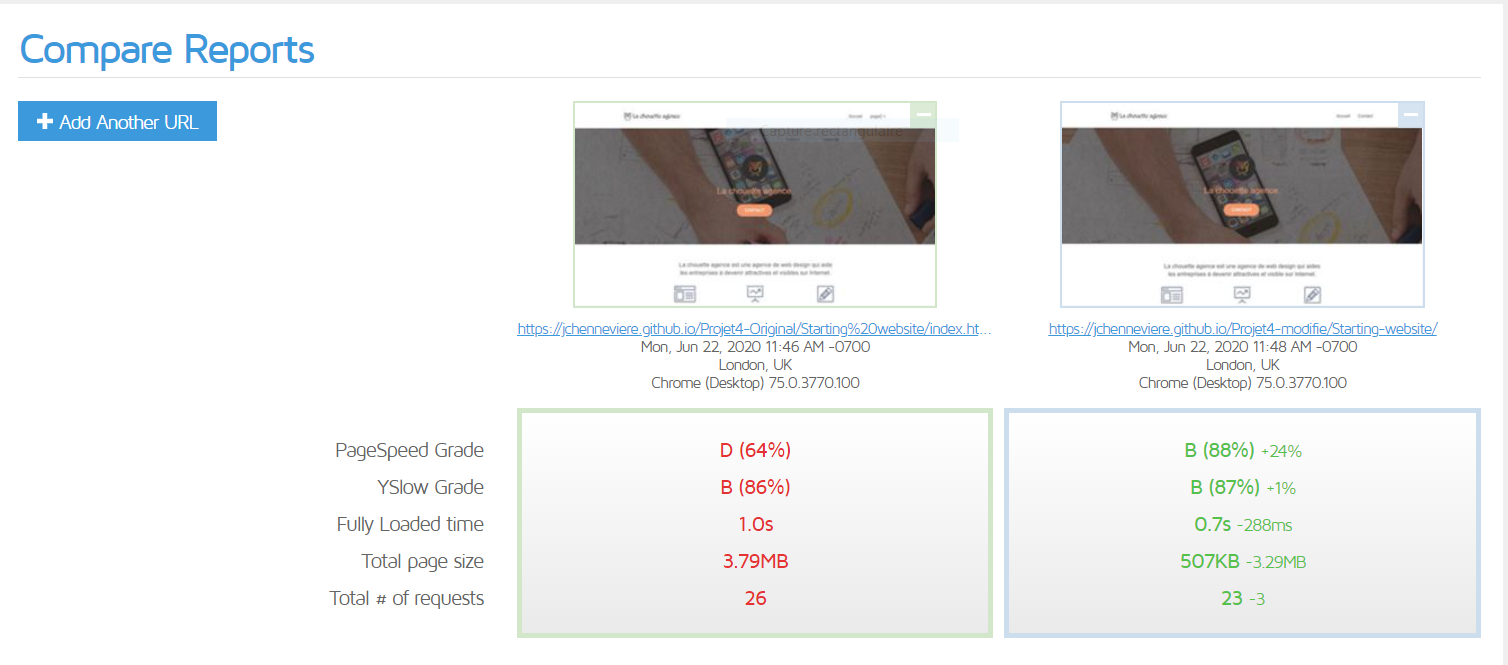 Compare Reports
Add Another URL
La chouette agence
Accueil page2
Capture rectangulaire
La chouette agence
CONTACT
La chouette agence est une agence de web design qui aide
les entreprises à devenir attractives et visibles sur Internet.
La chouette agence
Accueil Contact
La chouette agence
CONTACT
La chouette agence est une agence de web design qui aides
les entreprises à devenir attractives et visible sur Internet.
https://jchenneviere.github.io/Projet4-Original/Starting%20website/index.ht...
Mon, Jun 22, 2020 11:46 AM -0700
London, UK
Chrome (Desktop) 75.0.3770.100
https://jchenneviere.github.io/Projet4-modifie/Starting-website/
Mon, Jun 22, 2020 11:48 AM -0700
London, UK
Chrome (Desktop) 75.0.3770.100
PageSpeed Grade D (64%) B (88%) +24%
YSlow Grade B (86%) B (87%) +1%
Fully Loaded time 1.0s 0.7s -288ms
Total page size 3.79MB 507KB -3.29MB
Total # of requests 26 23 -3